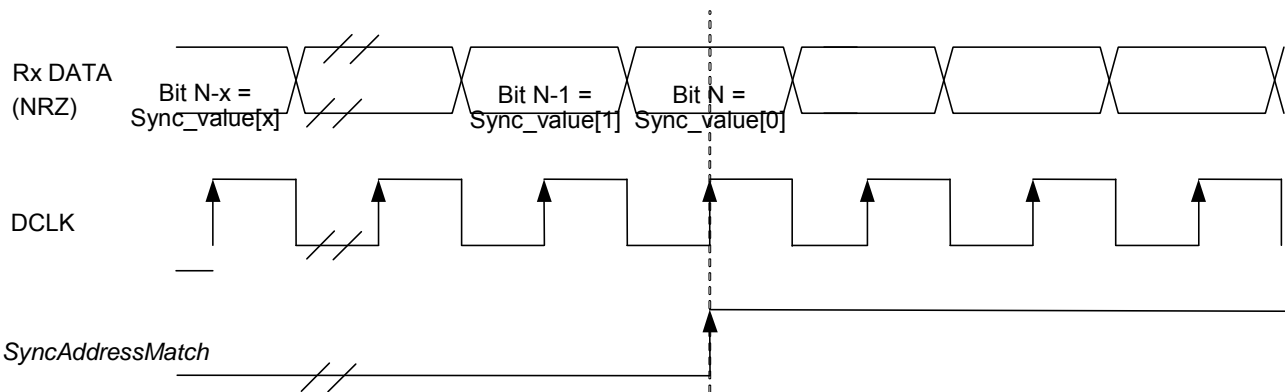 Rx DATA
(NRZ)
Bit N-x =
Sync_value[x]
Bit N-1 =
Sync_value[1]
Bit N =
Sync_value[0]
DCLK
SyncAddressMatch